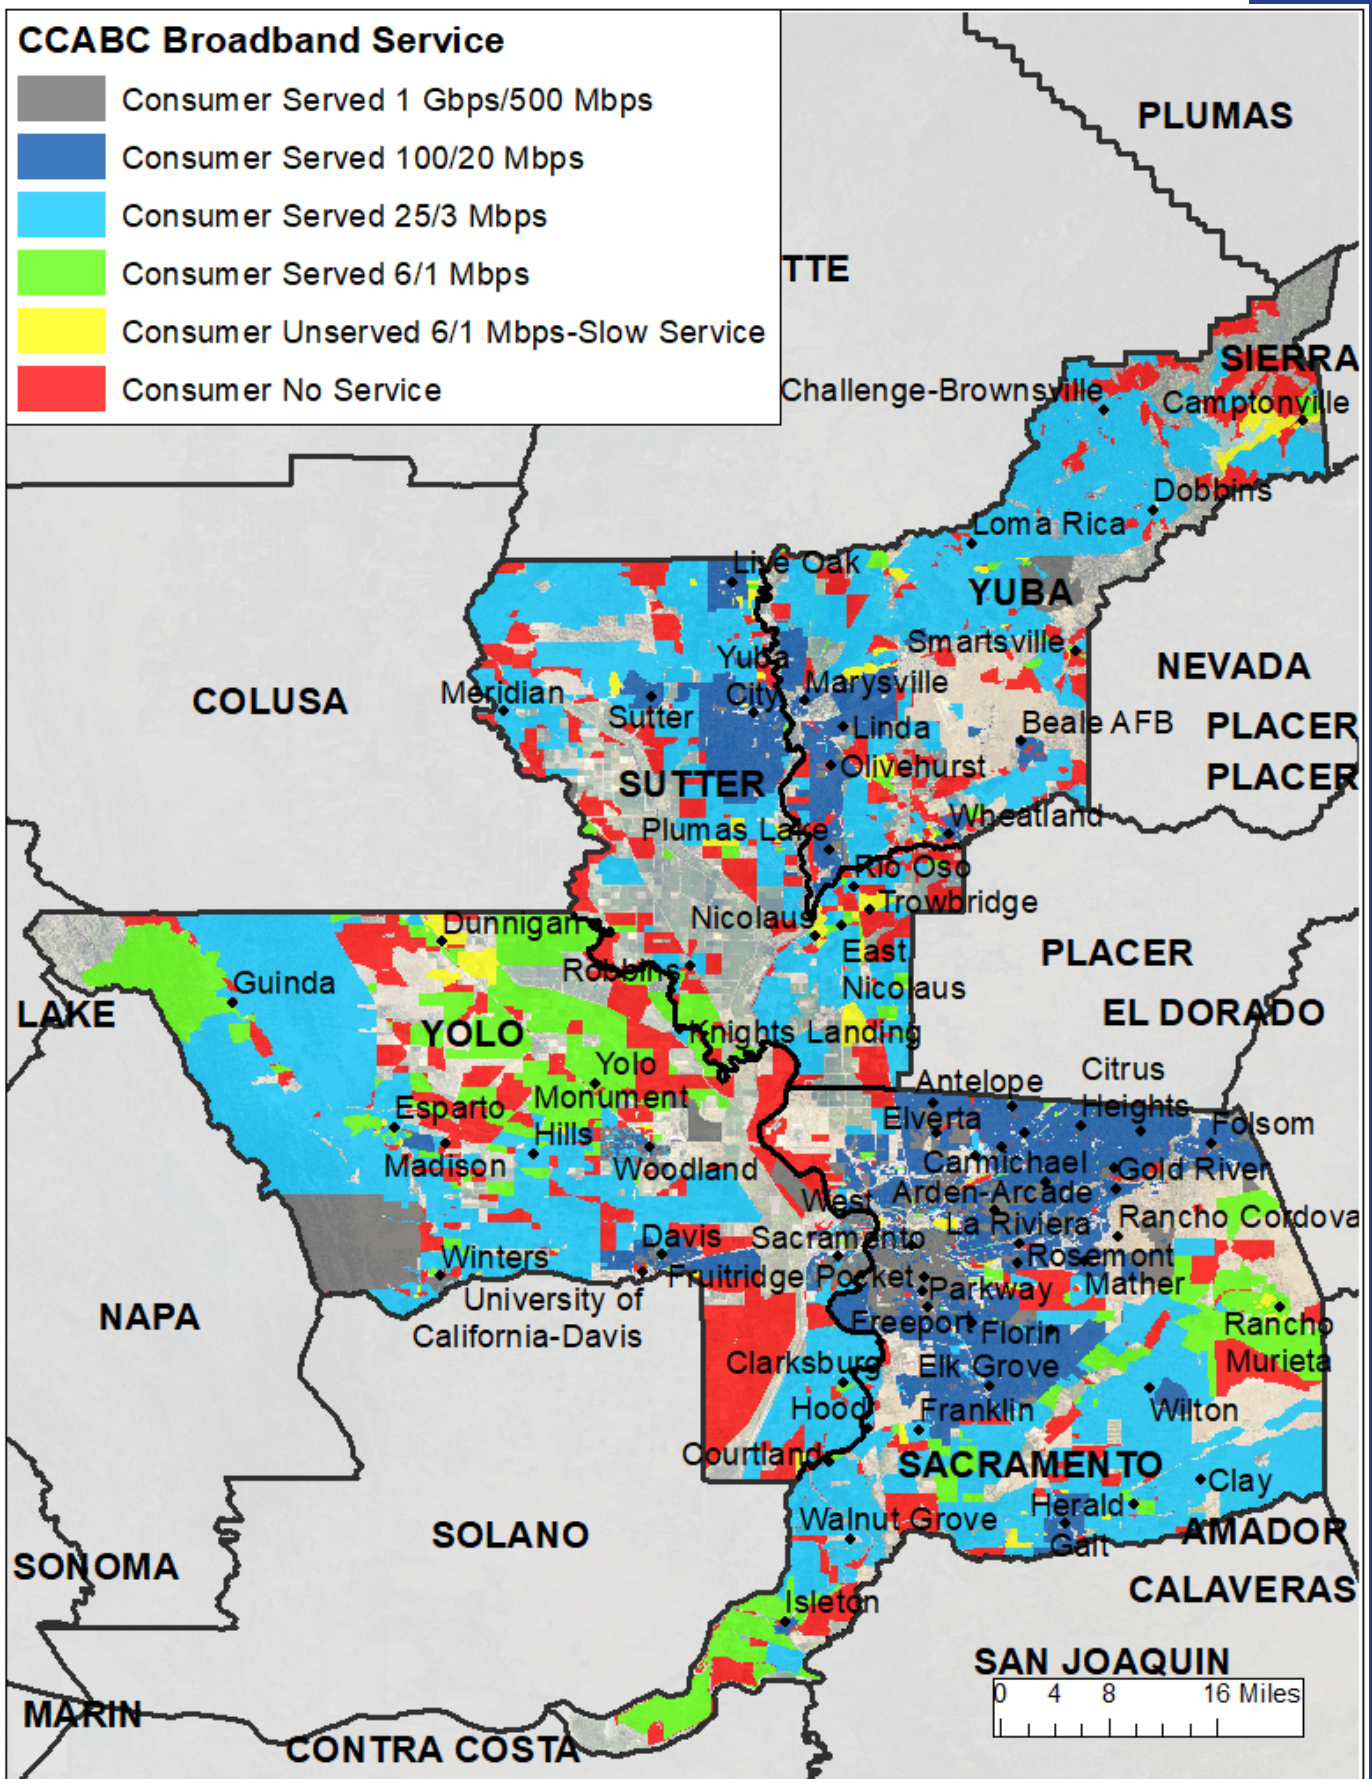 CCABC Broadband Service
Consumer Served 1 Gbps/500 Mbps
Consumer Served 100/20 Mbps
Consumer Served 25/3 Mbps
Consumer Served 6/1 Mbps
Consumer Unserved 6/1 Mbps-Slow Service
Consumer No Service
PLUMAS
TTE
SIERRA
Challenge-Brownsville
Camptonville
Dobbins
Loma Rica
Live Oak
YUBA
Smartsville
Yuba
City
NEVADA
COLUSA
Meridian
Sutter
Marysville
Linda
Beale AFB
PLACER
Olivehurst
PLACER
SUTTER
Plumas Lake
Wheatland
Rio Oso
Trowbridge
Nicolaus
Dunnigan
East
Nicolaus
PLACER
Robbins
Guinda
LAKE
EL DORADO
YOLO
Knights Landing
Yolo
Antelope
Citrus
Heights
Monument
Hills
Esparto
Elverta
Folsom
Madison
Woodland
Carmichael
Gold River
West
Sacramento
Arden-Arcade
La Riviera
Rancho Cordova
Davis
Rosemont
Winters
Fruitridge Pocket
Mather
Parkway
University of
California-Davis
NAPA
Freeport
Florin
Rancho
Murieta
Clarksburg
Elk Grove
Hood
Franklin
Wilton
Courtland
SACRAMENTO
Clay
Herald
Walnut Grove
Galt
AMADOR
SOLANO
SONOMA
CALAVERAS
Isleton
SAN JOAQUIN
0 4 8 16 Miles
MARIN
CONTRA COSTA